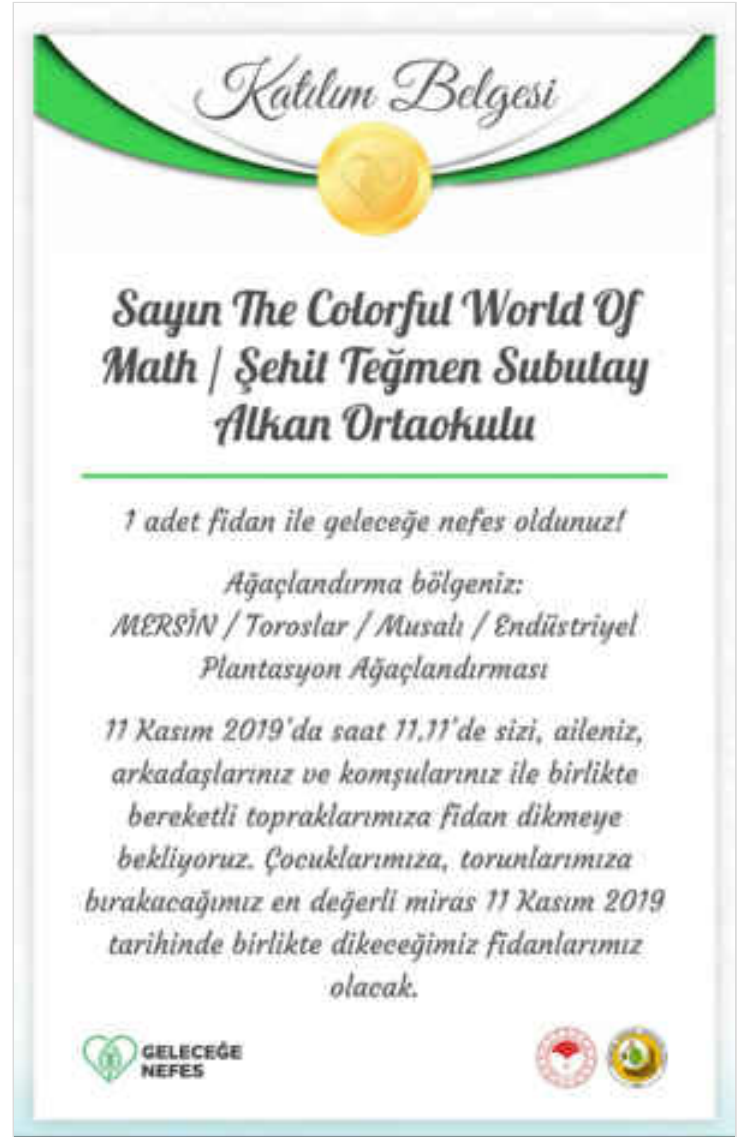 Katılım Belgesi
Sayın The Colorful World Of
Math / Şehit Teğmen Subutay
Alkan Ortaokulu
1 adet fidan ile geleceğe nefes oldunuz!
Ağaçlandırma bölgeniz:
MERSİN / Toroslar / Musalı / Endüstriyel
Plantasyon Ağaçlandırması
11 Kasım 2019'da saat 11.11'de sizi, aileniz,
arkadaşlarınız ve komşularınız ile birlikte
bereketli topraklarımıza fidan dikmeye
bekliyoruz. Çocuklarımıza, torunlarımıza
bırakacağımız en değerli miras 11 Kasım 2019
tarihinde birlikte dikeceğimiz fidanlarımız
olacak.
GELECEĞE
NEFES